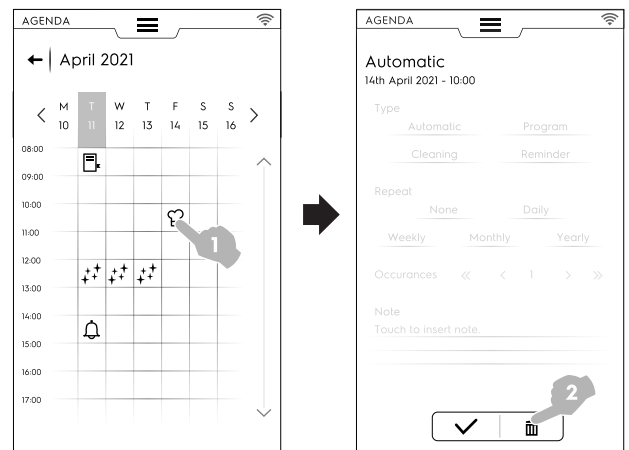 AGENDA
April 2021
M T W T F S S
10 11 12 13 14 15 16
08:00
09:00
10:00
11:00
12:00
13:00
14:00
15:00
16:00
17:00
1
AGENDA
Automatic
14th April 2021 - 10:00
Type
Automatic Program
Cleaning Reminder
Repeat
None Daily
Weekly Monthly Yearly
Occurances « < 1 > »
Note
Touch to insert note.
2